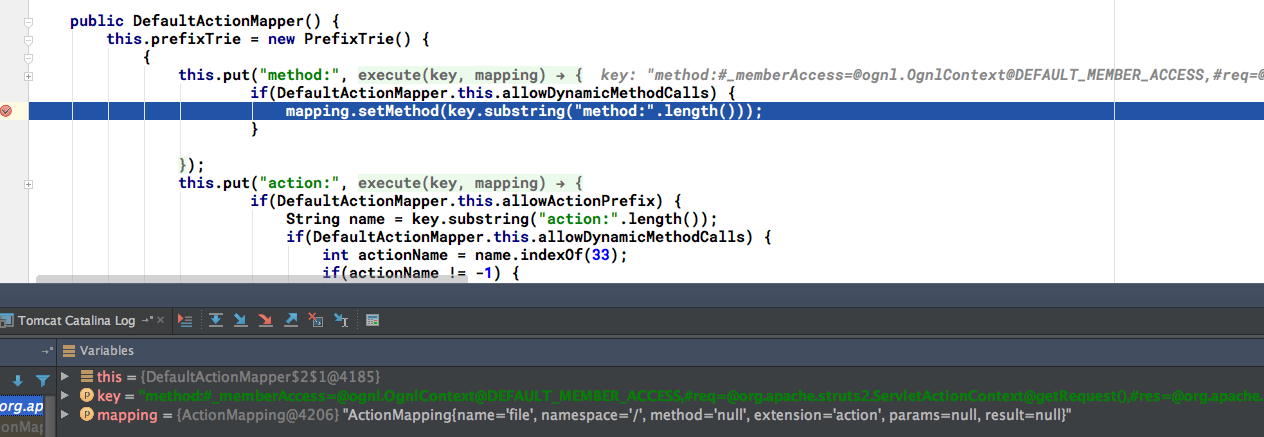 public DefaultActionMapper() {
this.prefixTrie = new PrefixTrie() {
{
this.put("method:", execute(key, mapping) → { key: "method:#_memberAccess=@ognl.OgnlContext@DEFAULT_MEMBER_ACCESS,#req=@
if(DefaultActionMapper.this.allowDynamicMethodCalls) {
mapping.setMethod(key.substring("method:".length()));
}
});
this.put("action:", execute(key, mapping) → {
if(DefaultActionMapper.this.allowActionPrefix) {
String name = key.substring("action:".length());
if(DefaultActionMapper.this.allowDynamicMethodCalls) {
int actionName = name.indexOf(33);
if(actionName != -1) {
Tomcat Catalina Log
Variables
this = {DefaultActionMapper$2$1@4185}
key = "method:#_memberAccess=@ognl.OgnlContext@DEFAULT_MEMBER_ACCESS,#req=@org.apache.struts2.ServletActionContext@getRequest(),#res=@org.apache.
org.ap
mapping = {ActionMapping@4206} "ActionMapping{name='file', namespace='/', method='null', extension='action', params=null, result=null}"
onMap